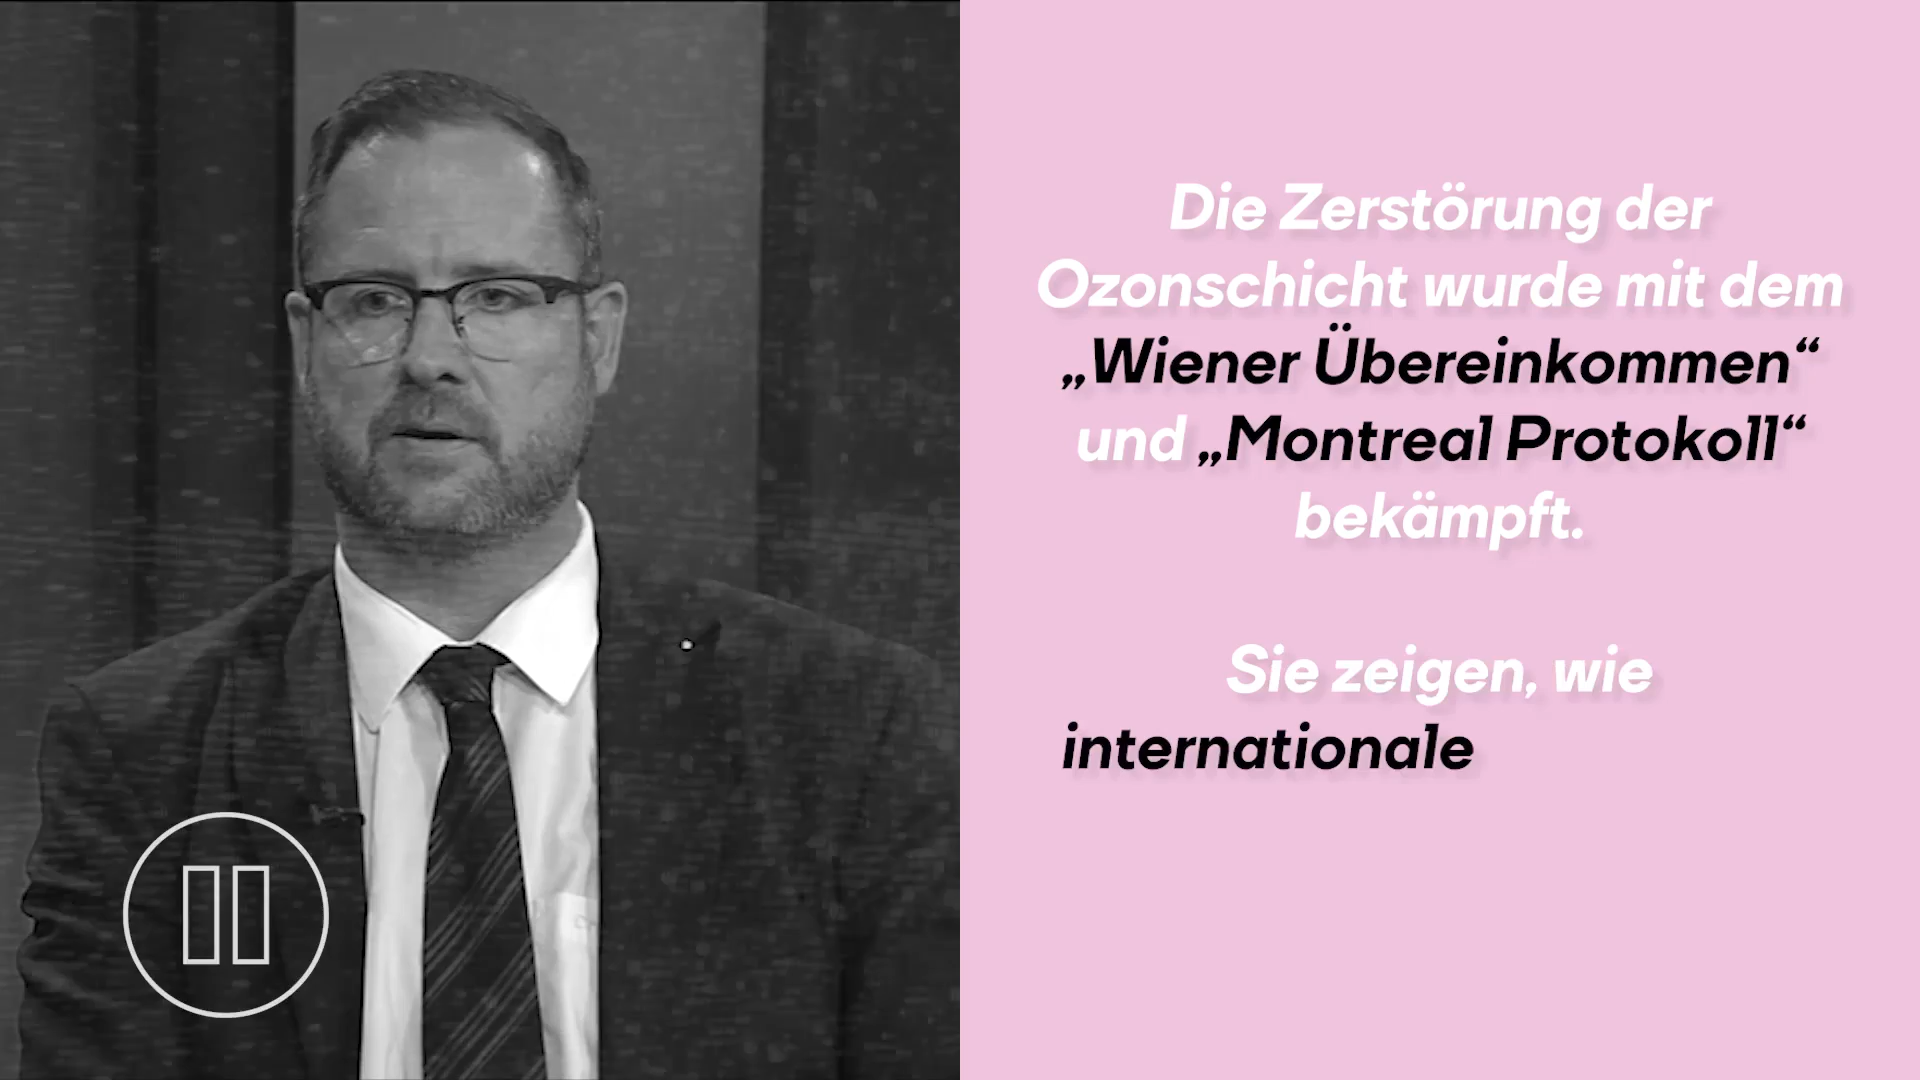 Die Zerstörung der
Ozonschicht wurde mit dem
„Wiener Übereinkommen“
und „Montreal Protokoll“
bekämpft.
Sie zeigen, wie
internationale